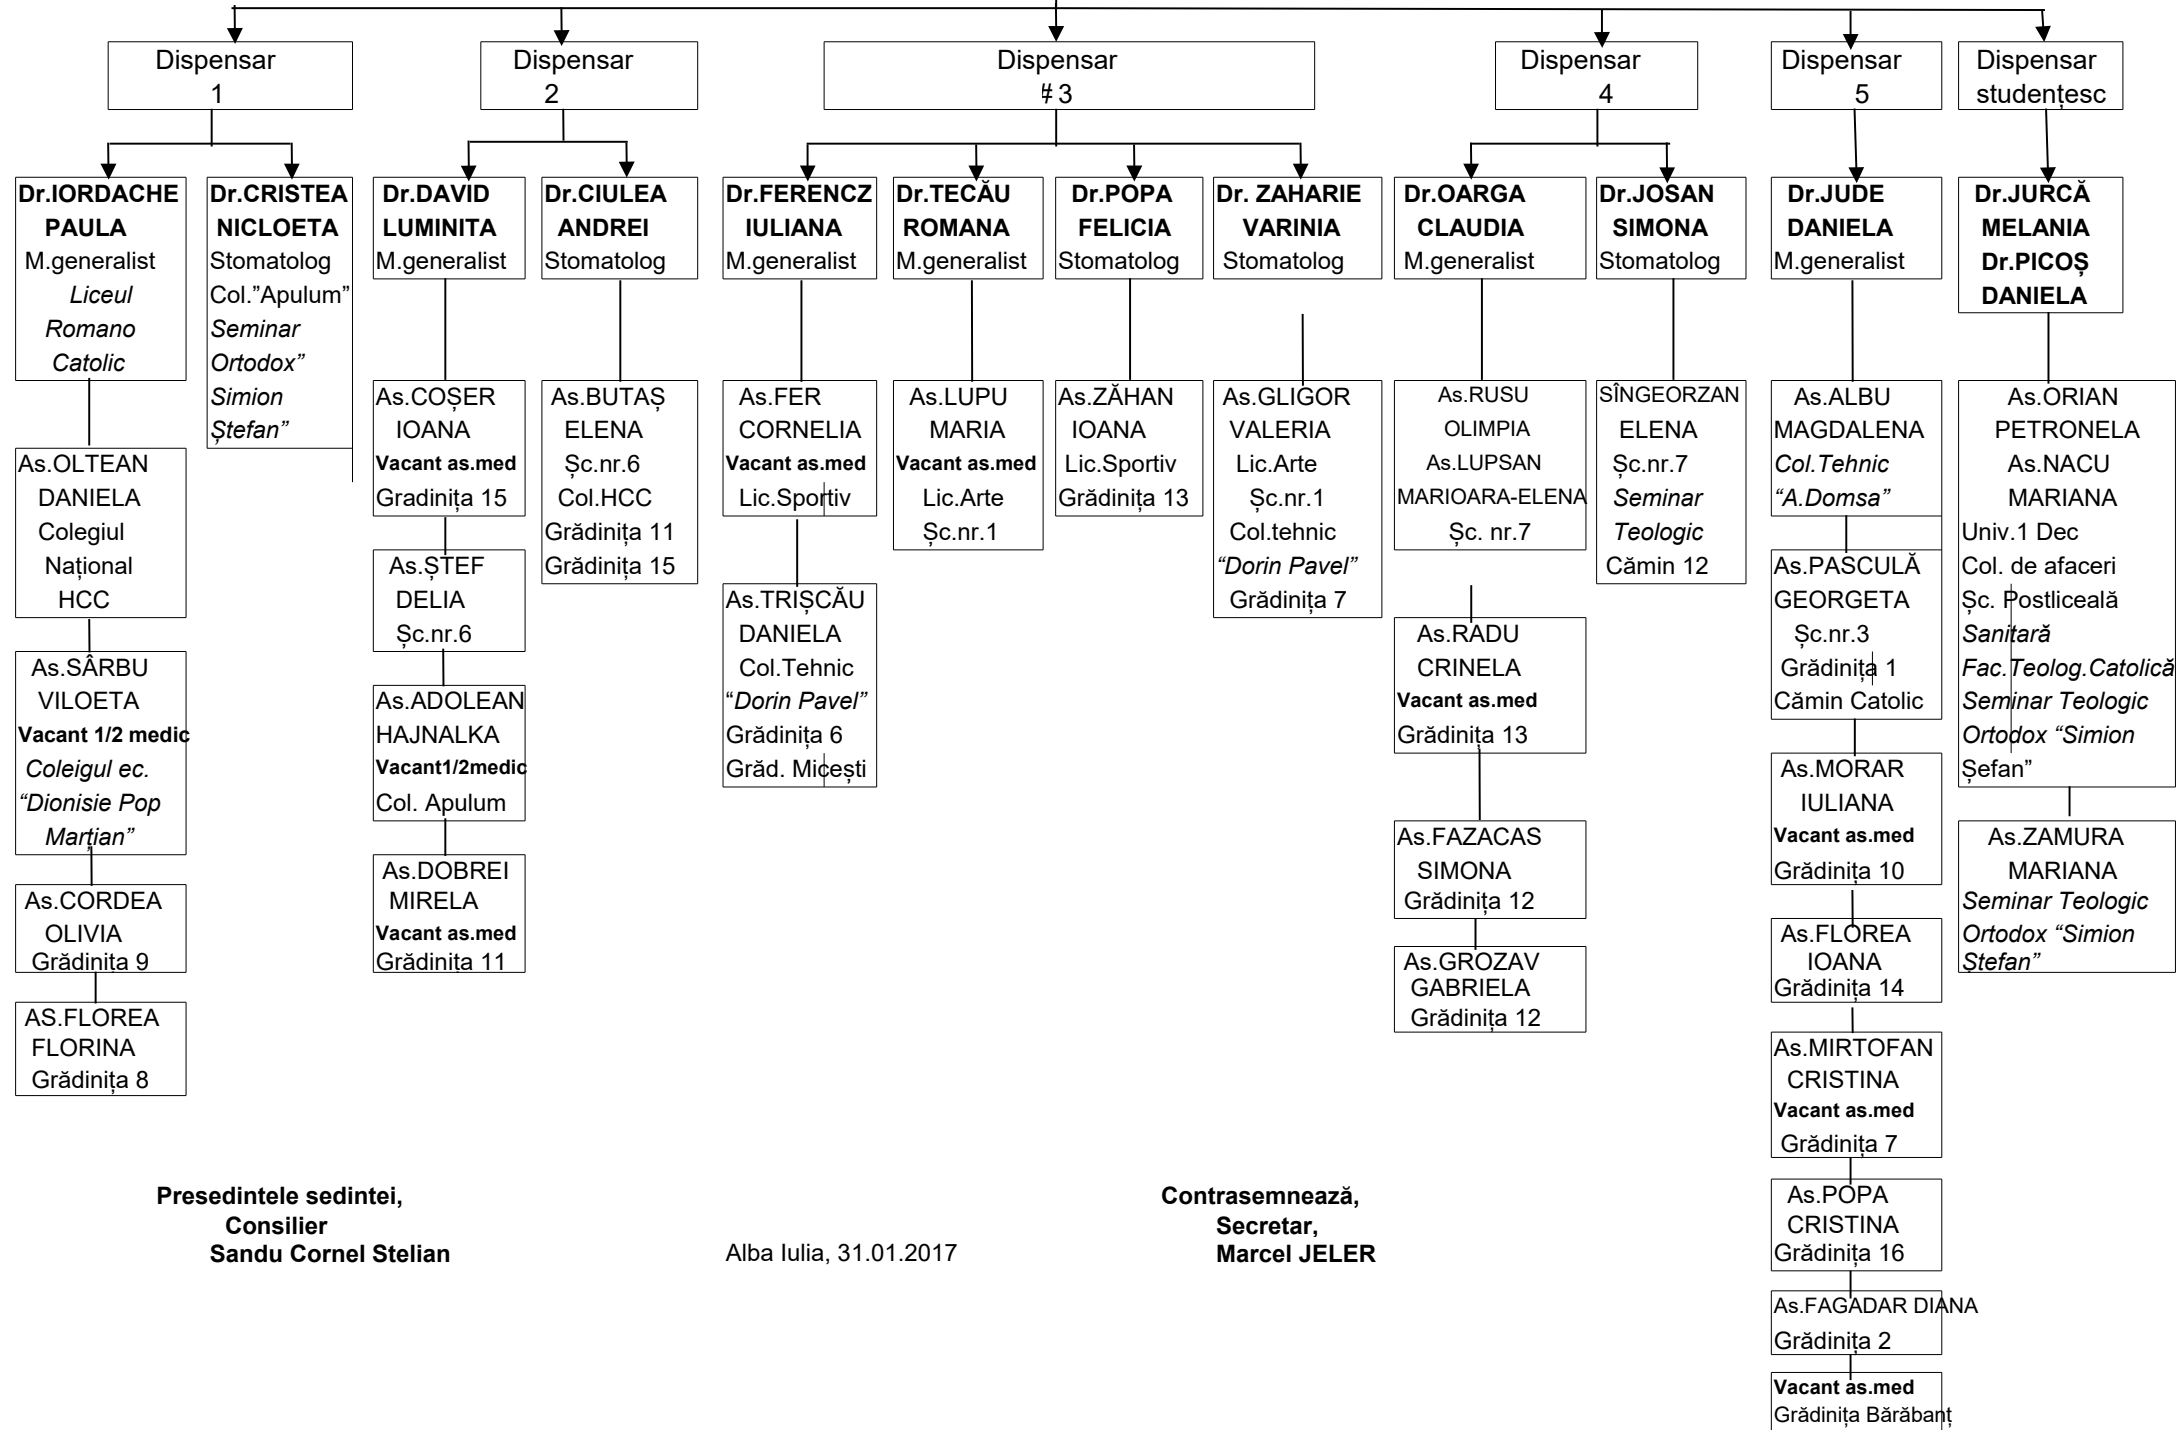 Dispensar
1
Dispensar
2
Dispensar
# 3
Dispensar
4
Dispensar
5
Dispensar
studențesc
Dr.IORDACHE
PAULA
M.generalist
Liceul
Romano
Catolic
Dr.CRISTEA
NICLOETA
Stomatolog
Col.”Apulum”
Seminar
Ortodox”
Simion
Ștefan”
Dr.DAVID
LUMINITA
M.generalist
Dr.CIULEA
ANDREI
Stomatolog
Dr.FERENCZ
IULIANA
M.generalist
Dr.TECĂU
ROMANA
M.generalist
Dr.POPA
FELICIA
Stomatolog
Dr. ZAHARIE
VARINIA
Stomatolog
Dr.OARGA
CLAUDIA
M.generalist
Dr.JOSAN
SIMONA
Stomatolog
Dr.JUDE
DANIELA
M.generalist
Dr.JURCĂ
MELANIA
Dr.PICOȘ
DANIELA
As.OLTEAN
DANIELA
Colegiul
Național
HCC
As.SÂRBU
VILOETA
Vacant 1/2 medic
Coleigul ec.
“Dionisie Pop
Marțian”
As.CORDEA
OLIVIA
Grădinița 9
AS.FLOREA
FLORINA
Grădinița 8
As.COȘER
IOANA
Vacant as.med
Gradinița 15
As.ȘTEF
DELIA
Șc.nr.6
As.ADOLEAN
HAJNALKA
Vacant1/2medic
Col. Apulum
As.DOBREI
MIRELA
Vacant as.med
Grădinița 11
As.BUTAȘ
ELENA
Șc.nr.6
Col.HCC
Grădinița 11
Grădinița 15
As.FER
CORNELIA
Vacant as.med
Lic.Sportiv
As.TRIȘCĂU
DANIELA
Col.Tehnic
“Dorin Pavel”
Grădinița 6
Grăd. Micești
As.LUPU
MARIA
Vacant as.med
Lic.Arte
Șc.nr.1
As.ZĂHAN
IOANA
Lic.Sportiv
Grădinița 13
As.GLIGOR
VALERIA
Lic.Arte
Șc.nr.1
Col.tehnic
“Dorin Pavel”
Grădinița 7
As.RUSU
OLIMPIA
As.LUPSAN
MARIOARA-ELENA
Șc. nr.7
As.RADU
CRINELA
Vacant as.med
Grădinița 13
As.FAZACAS
SIMONA
Grădinița 12
As.GROZAV
GABRIELA
Grădinița 12
SÎNGEORZAN
ELENA
Șc.nr.7
Seminar
Teologic
Cămin 12
As.ALBU
MAGDALENA
Col.Tehnic
“A.Domsa”
As.PASCULĂ
GEORGETA
Șc.nr.3
Grădinița 1
Cămin Catolic
As.MORAR
IULIANA
Vacant as.med
Grădinița 10
As.FLOREA
IOANA
Grădinița 14
As.MIRTOFAN
CRISTINA
Vacant as.med
Grădinița 7
As.POPA
CRISTINA
Grădinița 16
As.FAGADAR DIANA
Grădinița 2
Vacant as.med
Grădinița Bărăbanț
As.ORIAN
PETRONELA
As.NACU
MARIANA
Univ.1 Dec
Col. de afaceri
Șc. Postliceală
Sanitară
Fac.Teolog.Catolică
Seminar Teologic
Ortodox “Simion
Șefan”
As.ZAMURA
MARIANA
Seminar Teologic
Ortodox “Simion
Ștefan”
Presedintele sedintei,
Consilier
Sandu Cornel Stelian
Alba Iulia, 31.01.2017
Contrasemnează,
Secretar,
Marcel JELER